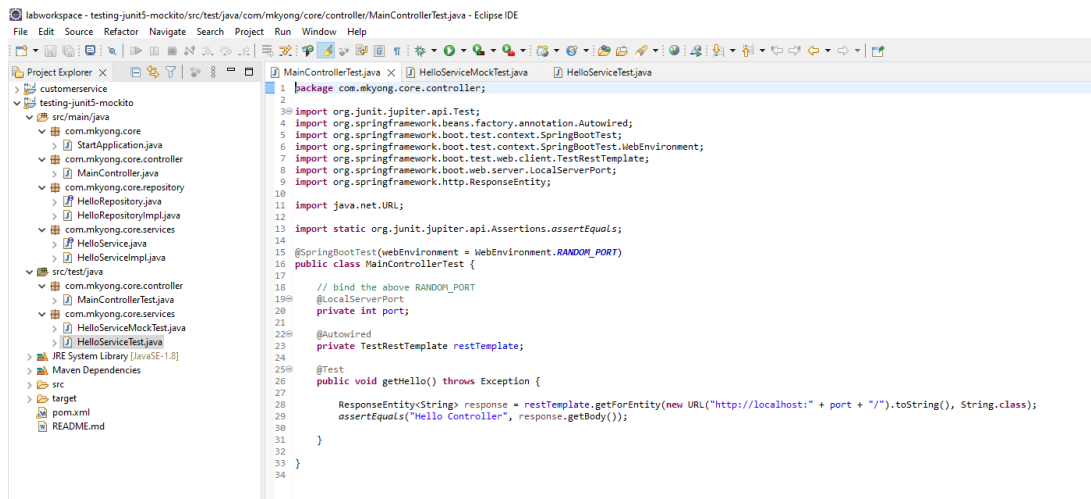 labworkspace - testing-junit5-mockito/src/test/java/com/mkyong/core/controller/MainControllerTest.java - Eclipse IDE
File Edit Source Refactor Navigate Search Project Run Window Help
Project Explorer
customerservice
testing-junit5-mockito
src/main/java
com.mkyong.core
StartApplication.java
com.mkyong.core.controller
MainController.java
com.mkyong.core.repository
HelloRepository.java
HelloRepositoryImpl.java
com.mkyong.core.services
HelloService.java
HelloServiceImpl.java
src/test/java
com.mkyong.core.controller
MainControllerTest.java
com.mkyong.core.services
HelloServiceMockTest.java
HelloServiceTest.java
JRE System Library [JavaSE-1.8]
Maven Dependencies
src
target
pom.xml
README.md
MainControllerTest.java HelloServiceMockTest.java HelloServiceTest.java
1 package com.mkyong.core.controller;
2
3 import org.junit.jupiter.api.Test;
4 import org.springframework.beans.factory.annotation.Autowired;
5 import org.springframework.boot.test.context.SpringBootTest;
6 import org.springframework.boot.test.context.SpringBootTest.WebEnvironment;
7 import org.springframework.boot.test.web.client.TestRestTemplate;
8 import org.springframework.boot.web.server.LocalServerPort;
9 import org.springframework.http.ResponseEntity;
10
11 import java.net.URL;
12
13 import static org.junit.jupiter.api.Assertions.assertEquals;
14
15 @SpringBootTest(webEnvironment = WebEnvironment.RANDOM_PORT)
16 public class MainControllerTest {
17
18 // bind the above RANDOM_PORT
19 @LocalServerPort
20 private int port;
21
22 @Autowired
23 private TestRestTemplate restTemplate;
24
25 @Test
26 public void getHello() throws Exception {
27
28 ResponseEntity<String> response = restTemplate.getForEntity(new URL("http://localhost:" + port + "/").toString(), String.class);
29 assertEquals("Hello Controller", response.getBody());
30
31 }
32
33 }
34